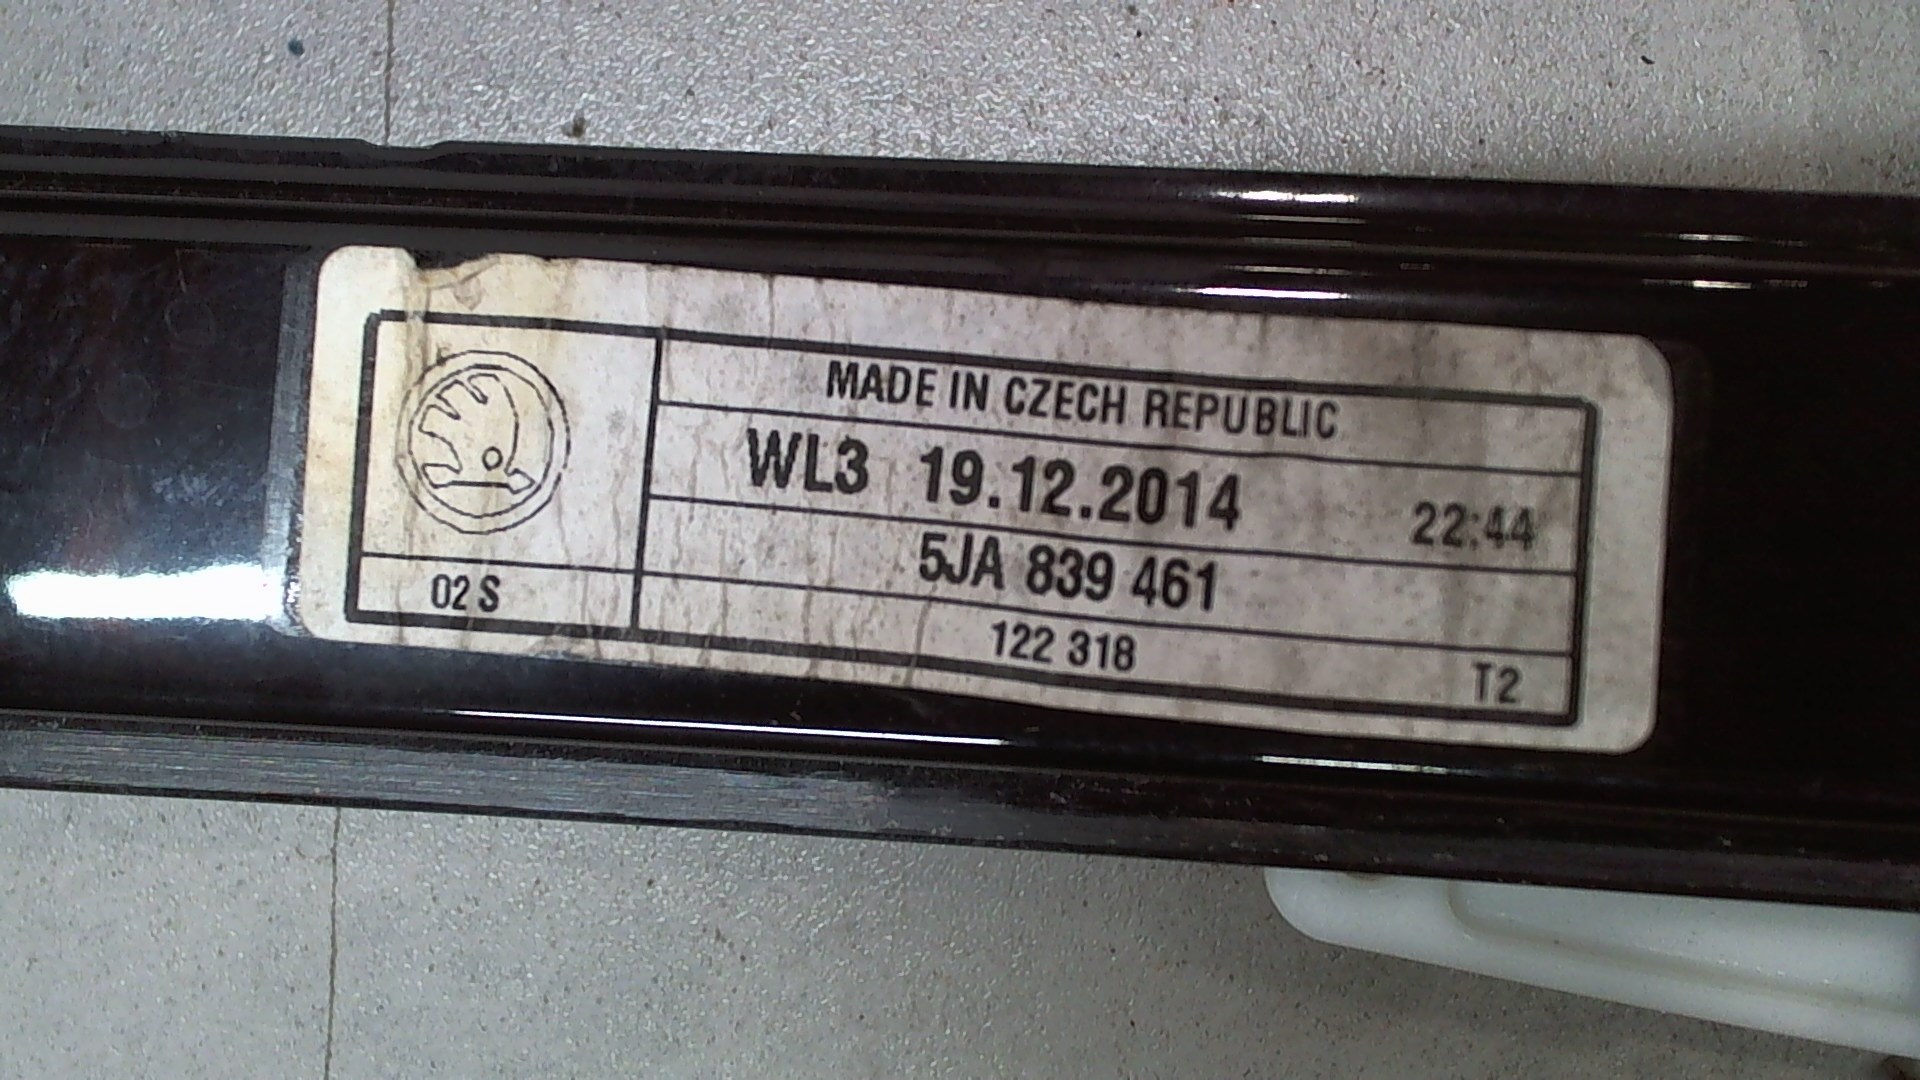 MADE IN CZECH REPUBLIC
WL3 19.12.2014 22:44
5JA 839 461
02 S
122 318
T2